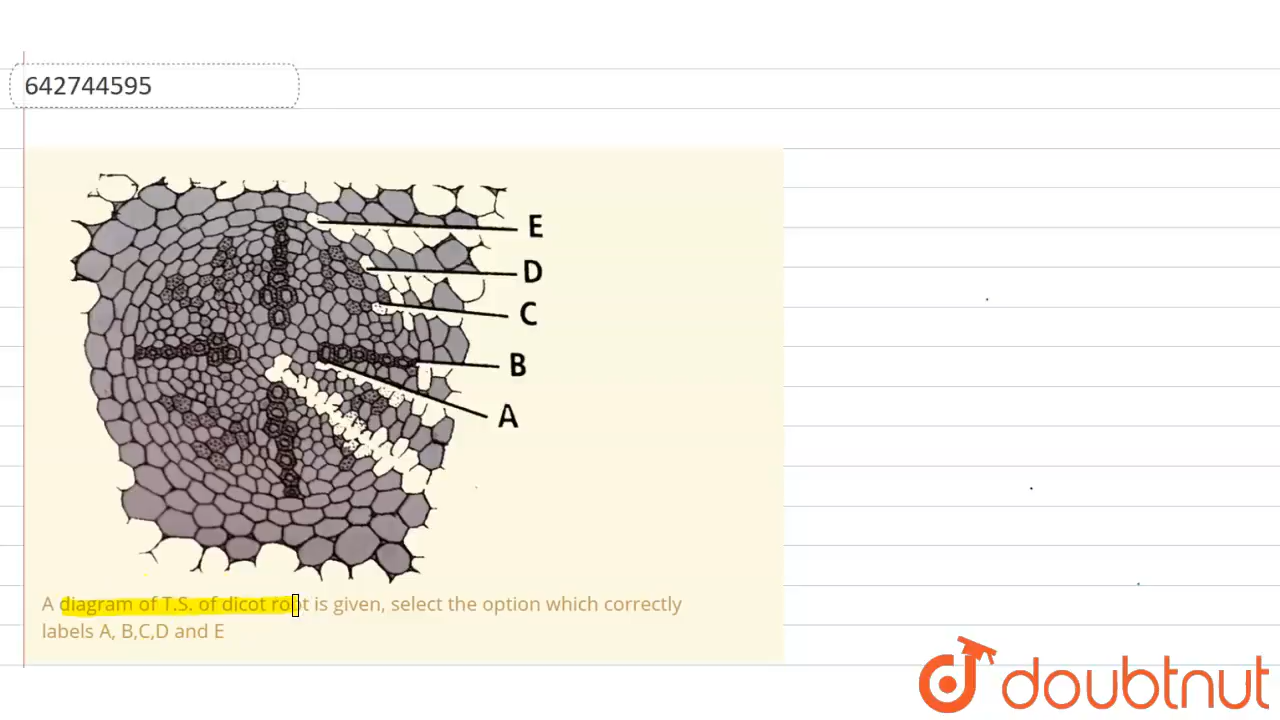 642744595
E
D
C
B
A
A diagram of T.S. of dicot root is given, select the option which correctly
labels A, B,C,D and E
doubtnut